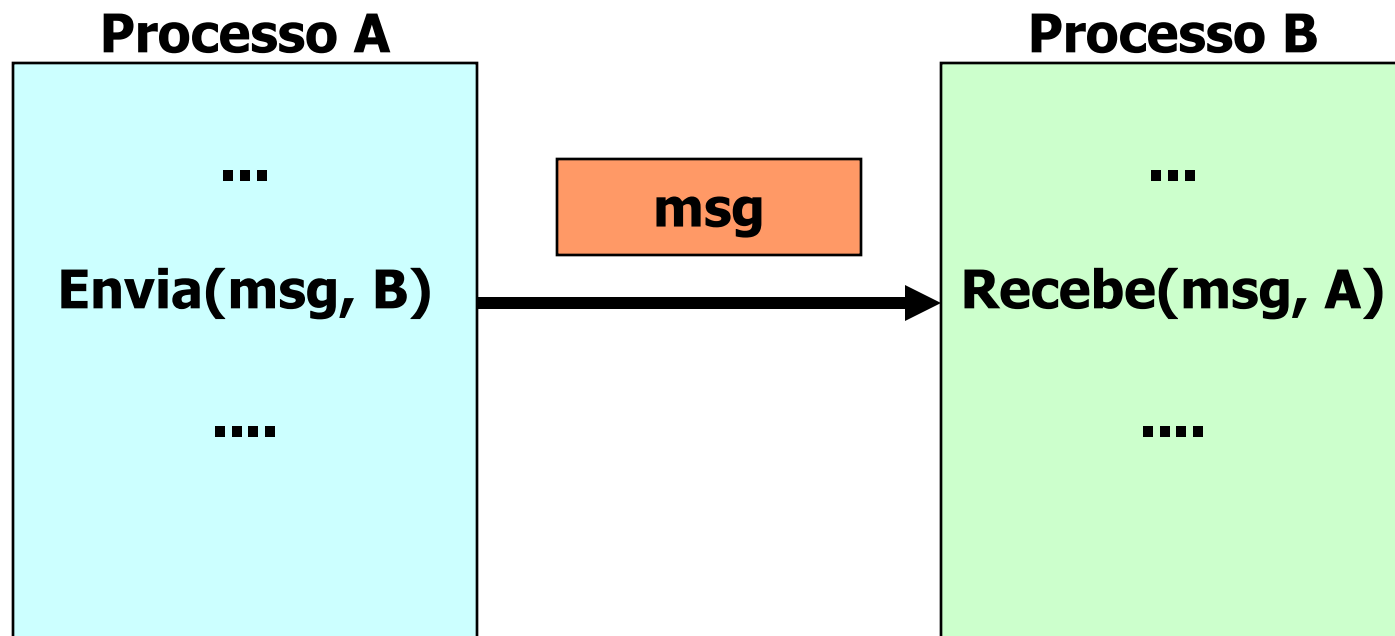 Processo A
Processo B
...
msg
...
Envia(msg, B)
Recebe(msg, A)
....
....